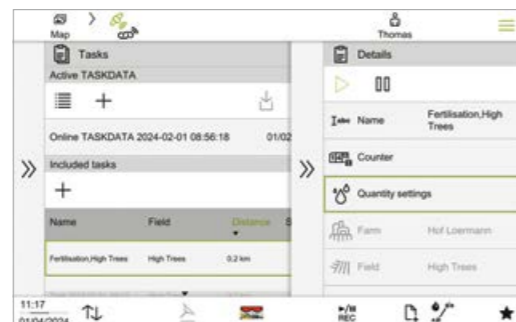 Map
Thomas
Tasks
Active TASKDATA
Online TASKDATA 2024-02-01 08:56:18 01/02
Included tasks
Name Field Distance S
Fertilisation,High Trees High Trees 0,2 km
Details
Name Fertilisation,High Trees
Counter
Quantity settings
Farm Hof Loermann
Field High Trees
11:17
01/04/2024
REC